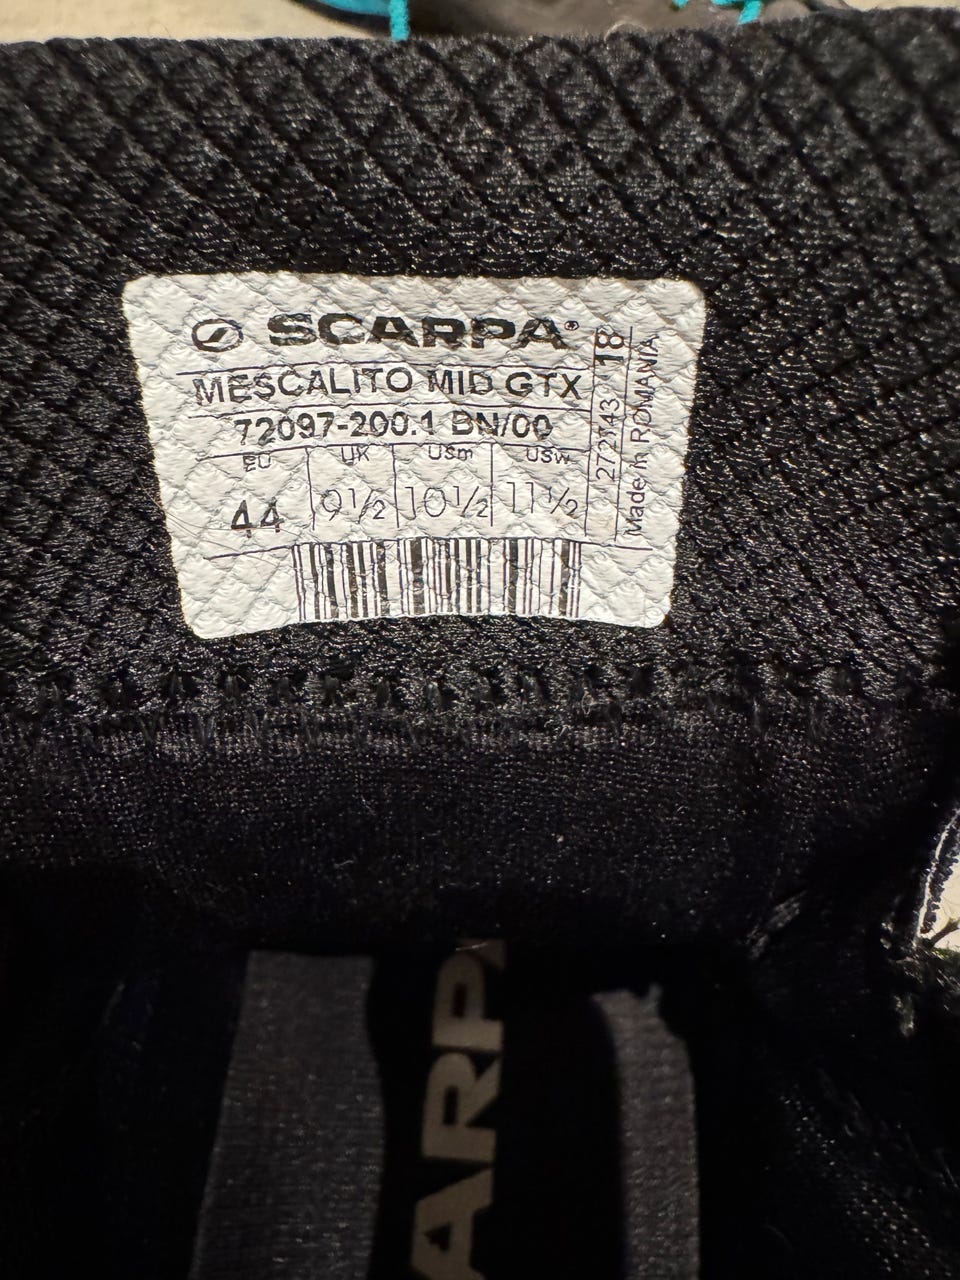 SCARPA®
MESCALITO MID GTX
72097-200.1 BN/00
EU UK USm USw
44 9½ 10½ 11½
272143 18
Made in ROMANIA
ARPA